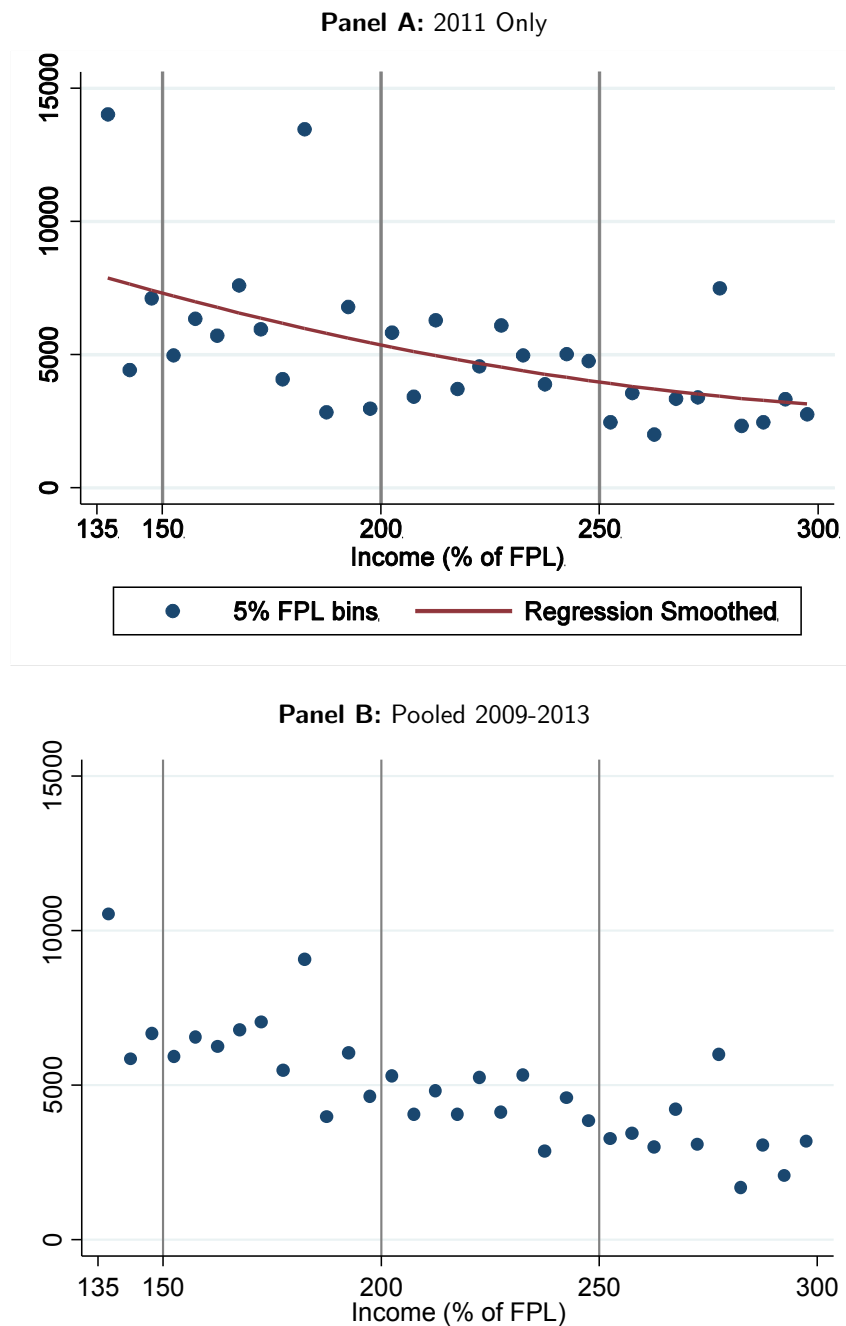 Panel A: 2011 Only
15000
10000
5000
0
135 150 200 250 300
Income (% of FPL)
5% FPL bins Regression Smoothed
Panel B: Pooled 2009-2013
15000
10000
5000
0
135 150 200 250 300
Income (% of FPL)